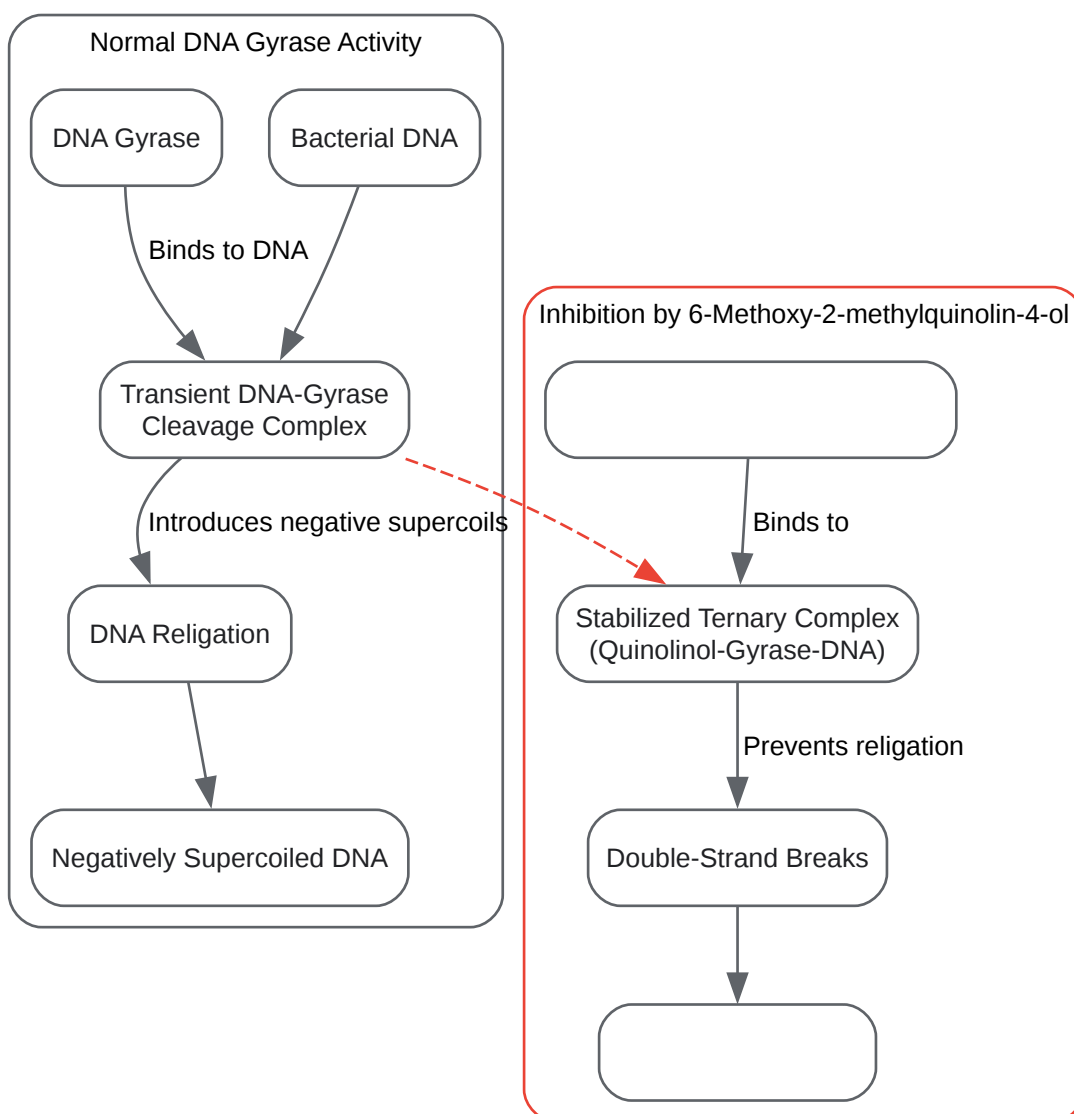 Normal DNA Gyrase Activity
DNA Gyrase
Bacterial DNA
Binds to DNA
Transient DNA-Gyrase
Cleavage Complex
Introduces negative supercoils
DNA Religation
Negatively Supercoiled DNA
Inhibition by 6-Methoxy-2-methylquinolin-4-ol
Binds to
Stabilized Ternary Complex
(Quinolinol-Gyrase-DNA)
Prevents religation
Double-Strand Breaks